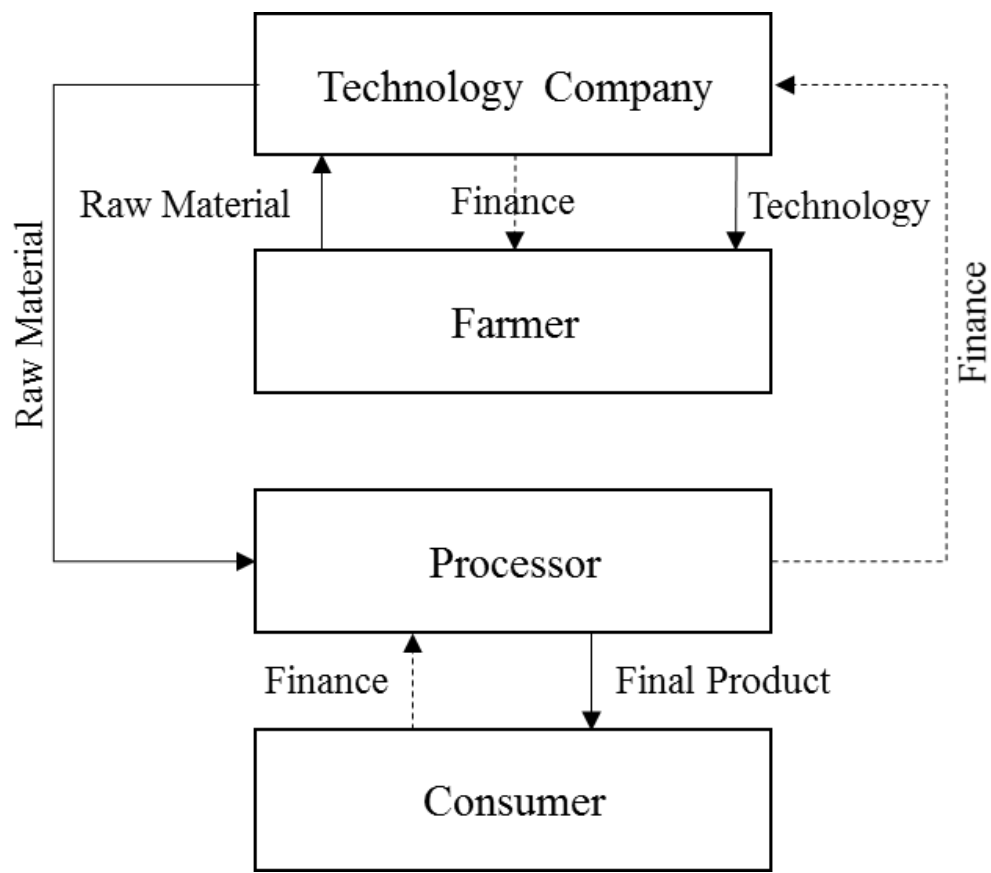 Technology Company
Raw Material
Finance
Technology
Farmer
Raw Material
Finance
Processor
Finance
Final Product
Consumer